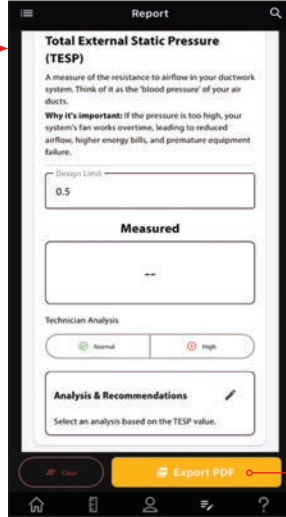 Report
Total External Static Pressure
(TESP)
A measure of the resistance to airflow in your ductwork
system. Think of it as the 'blood pressure' of your air
ducts.
Why it's important: If the pressure is too high, your
system's fan works overtime, leading to reduced
airflow, higher energy bills, and premature equipment
failure.
Design Limit
0.5
Measured
--
Technician Analysis
Normal
High
Analysis & Recommendations
Select an analysis based on the TESP value.
Clear
Export PDF